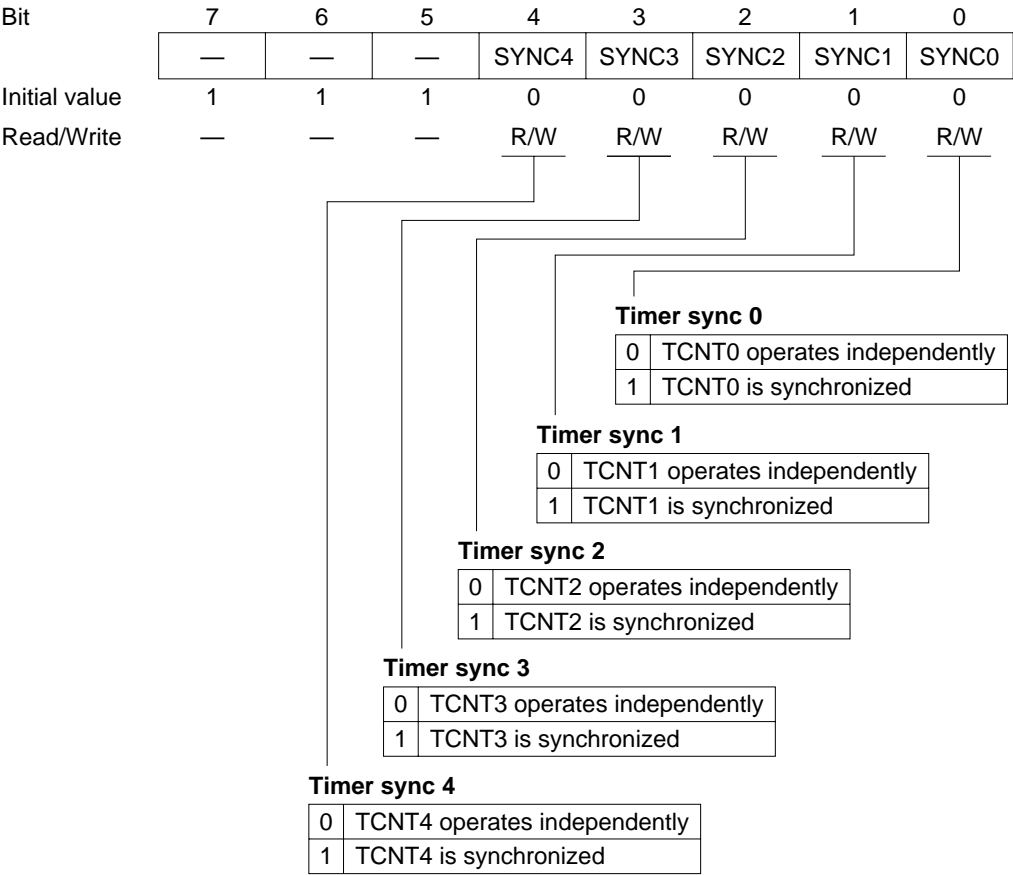 Bit 7 6 5 4 3 2 1 0
— — — SYNC4 SYNC3 SYNC2 SYNC1 SYNC0
Initial value 1 1 1 0 0 0 0 0
Read/Write — — — R/W R/W R/W R/W R/W
Timer sync 0
0 TCNT0 operates independently
1 TCNT0 is synchronized
Timer sync 1
0 TCNT1 operates independently
1 TCNT1 is synchronized
Timer sync 2
0 TCNT2 operates independently
1 TCNT2 is synchronized
Timer sync 3
0 TCNT3 operates independently
1 TCNT3 is synchronized
Timer sync 4
0 TCNT4 operates independently
1 TCNT4 is synchronized